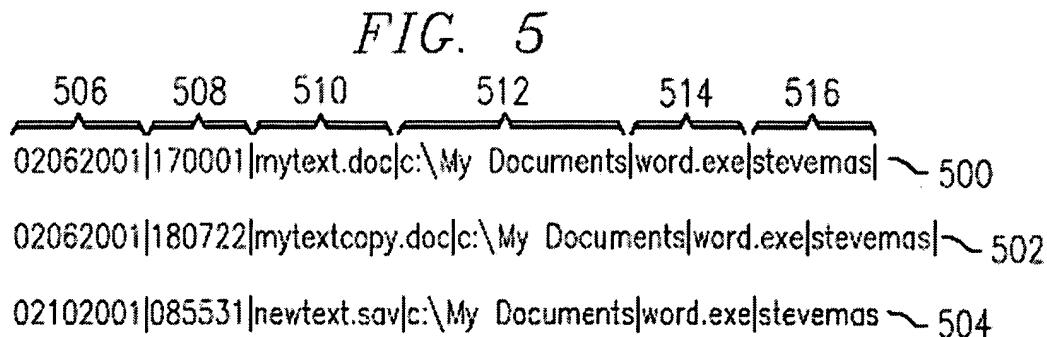 FIG. 5
506 508 510 512 514 516
02062001|170001|mytext.doc|c:\My Documents|word.exe|stevemas| 500
02062001|180722|mytextcopy.doc|c:\My Documents|word.exe|stevemas| 502
02102001|085531|newtext.sav|c:\My Documents|word.exe|stevemas 504